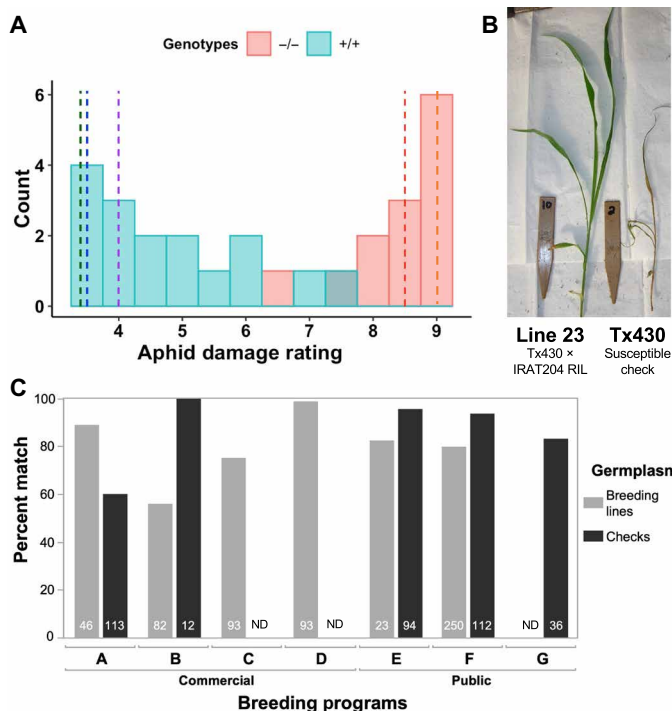 A
Genotypes −/− +/+
Count
6
4
2
0
4 5 6 7 8 9
Aphid damage rating
B
10
2
Line 23
Tx430 ×
IRAT204 RIL
Tx430
Susceptible
check
C
Percent match
100
80
60
40
20
0
46 113 82 12 93 ND 93 ND 23 94 250 112 ND 36
A B C D E F G
Commercial Public
Breeding programs
Germplasm
Breeding
lines
Checks